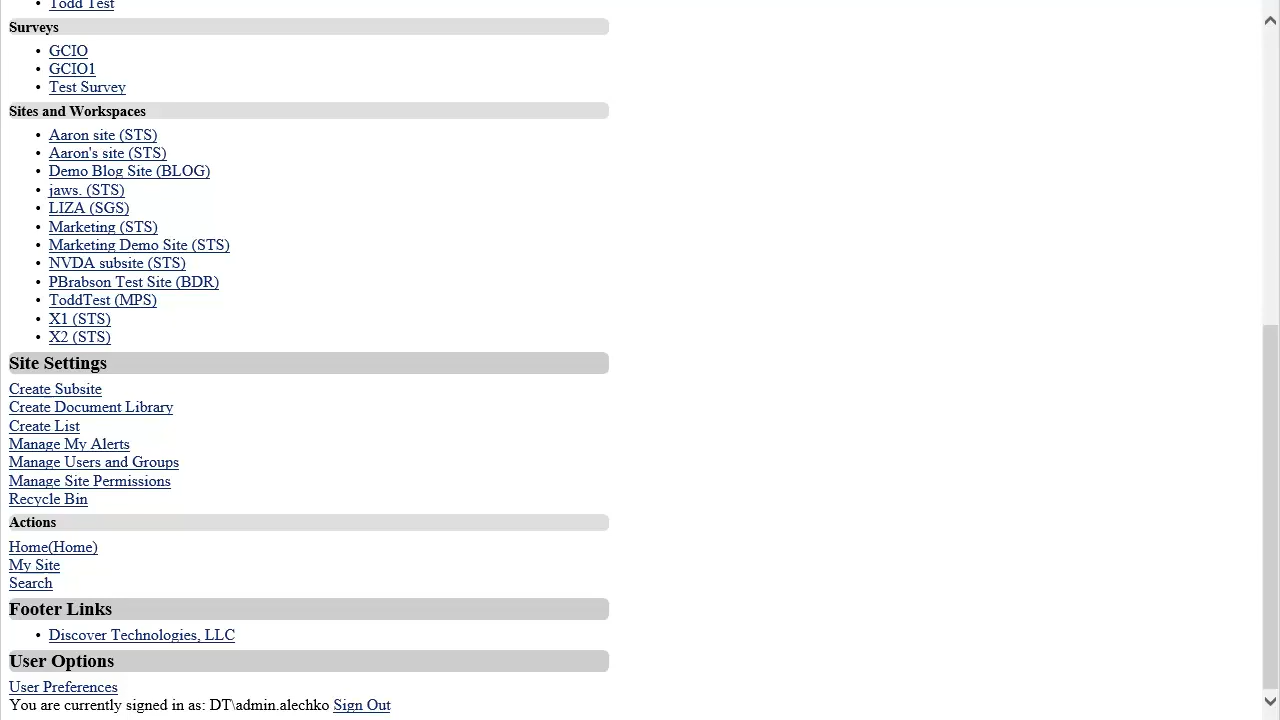 Todd Test
Surveys
GCIO
GCIO1
Test Survey
Sites and Workspaces
Aaron site (STS)
Aaron's site (STS)
Demo Blog Site (BLOG)
jaws. (STS)
LIZA (SGS)
Marketing (STS)
Marketing Demo Site (STS)
NVDA subsite (STS)
PBrabson Test Site (BDR)
ToddTest (MPS)
X1 (STS)
X2 (STS)
Site Settings
Create Subsite
Create Document Library
Create List
Manage My Alerts
Manage Users and Groups
Manage Site Permissions
Recycle Bin
Actions
Home(Home)
My Site
Search
Footer Links
Discover Technologies, LLC
User Options
User Preferences
You are currently signed in as: DT\admin.alechko Sign Out